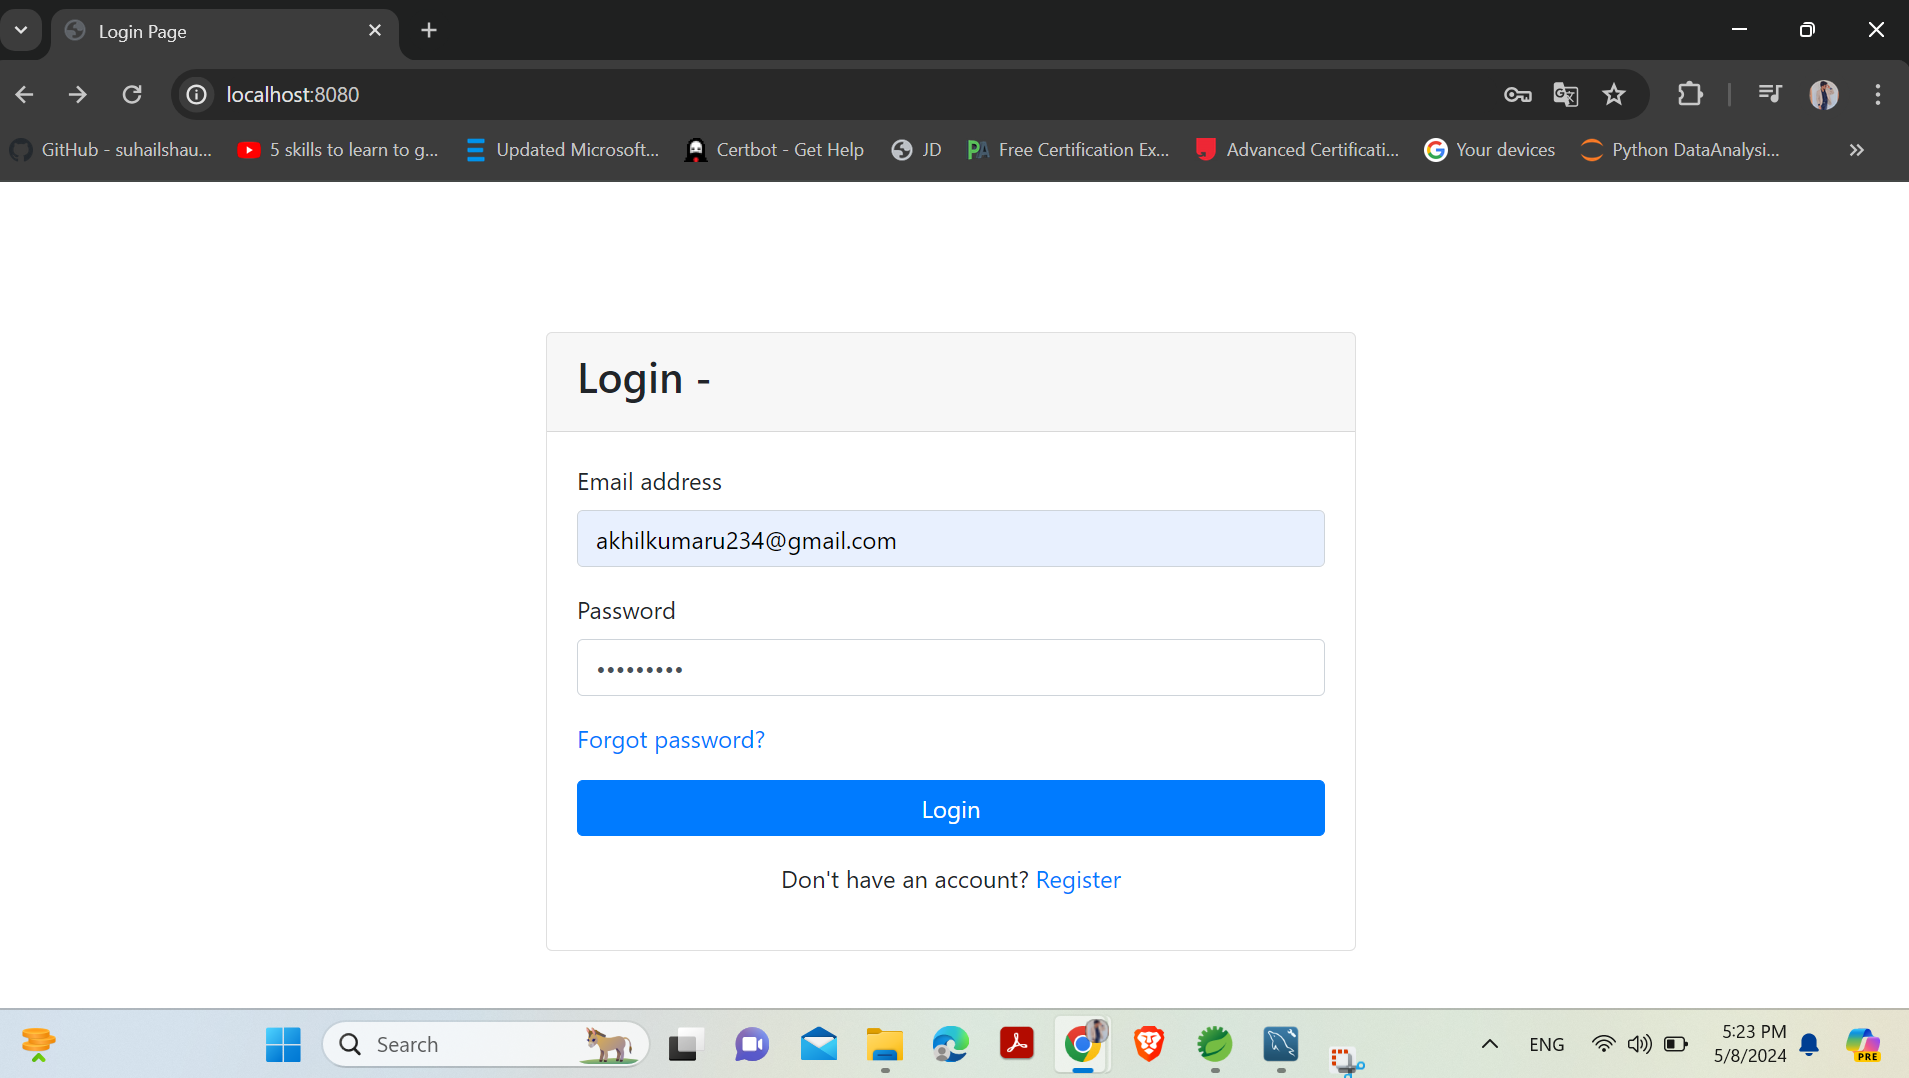 Login Page
localhost:8080
GitHub - suhailshau...
5 skills to learn to g...
Updated Microsoft...
Certbot - Get Help
JD
PA Free Certification Ex...
Advanced Certificati...
Your devices
Python DataAnalysi...
Login -
Email address
akhilkumaru234@gmail.com
Password
•••••••••
Forgot password?
Login
Don't have an account? Register
Search
ENG
5:23 PM
5/8/2024
PRE